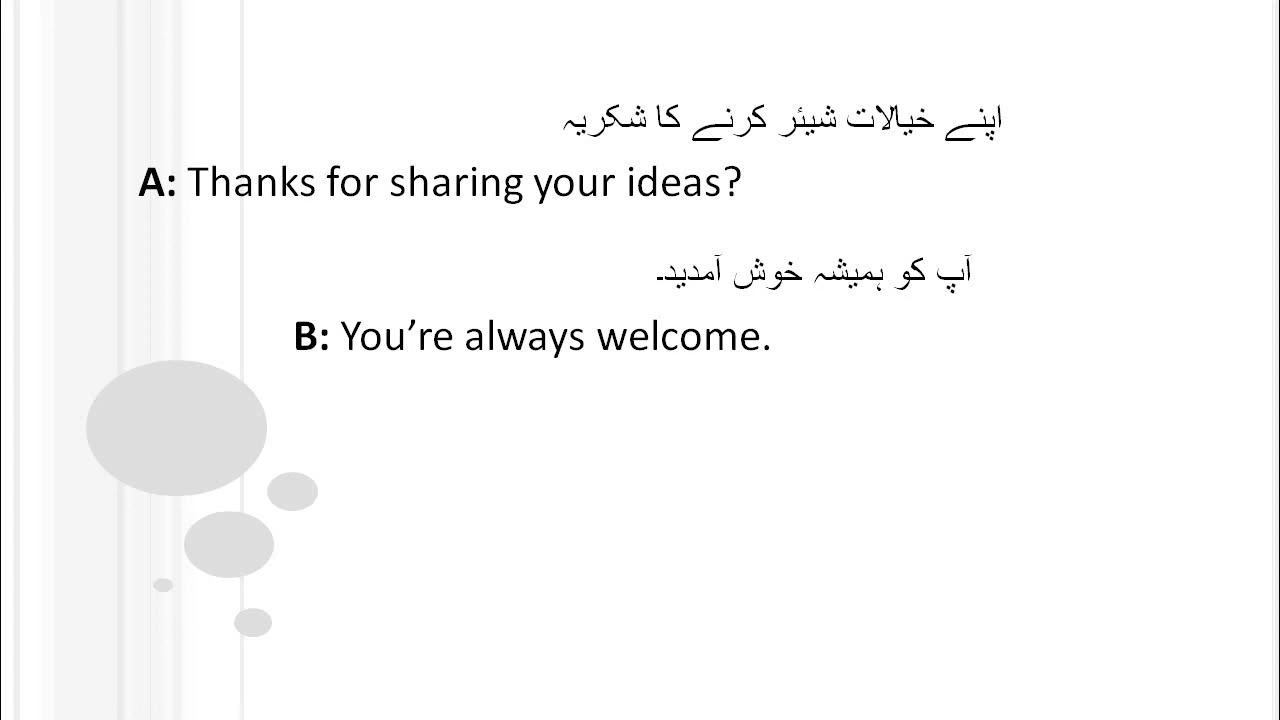 اپنے خیالات شیئر کرنے کا شکریہ
A: Thanks for sharing your ideas?
آپ کو ہمیشہ خوش آمدید۔
B: You’re always welcome.